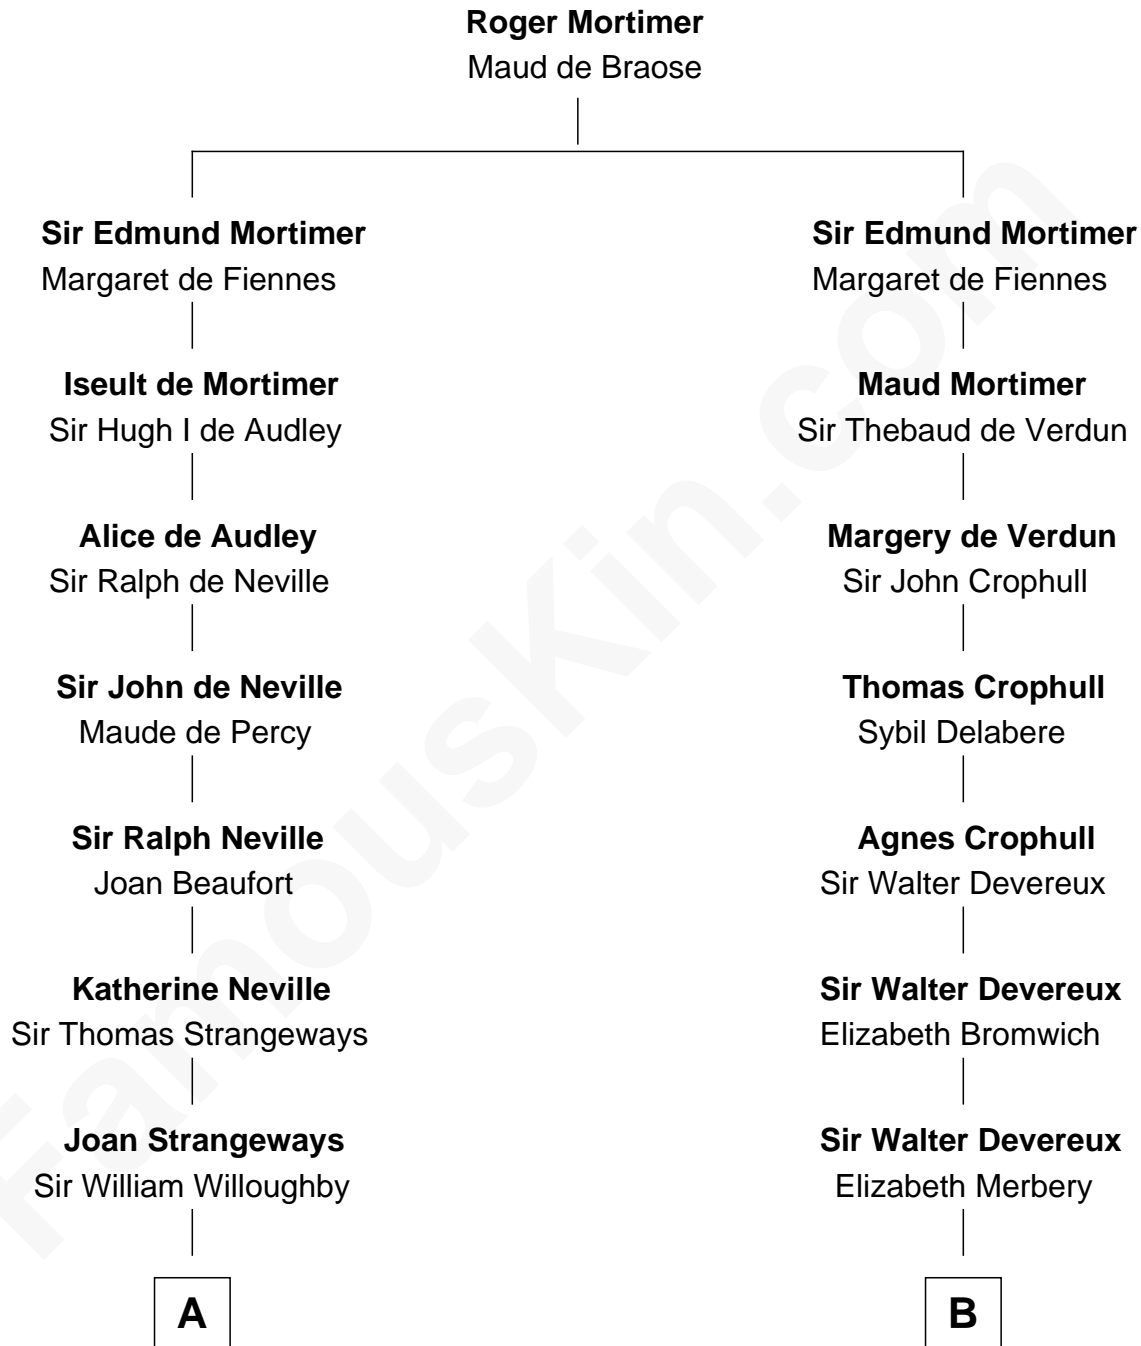 Roger Mortimer
Maud de Braose
Sir Edmund Mortimer
Margaret de Fiennes
Iseult de Mortimer
Sir Hugh I de Audley
Alice de Audley
Sir Ralph de Neville
Sir John de Neville
Maude de Percy
Sir Ralph Neville
Joan Beaufort
Katherine Neville
Sir Thomas Strangeways
Joan Strangeways
Sir William Willoughby
A
Sir Edmund Mortimer
Margaret de Fiennes
Maud Mortimer
Sir Thebaud de Verdun
Margery de Verdun
Sir John Crophull
Thomas Crophull
Sybil Delabere
Agnes Crophull
Sir Walter Devereux
Sir Walter Devereux
Elizabeth Bromwich
Sir Walter Devereux
Elizabeth Merbery
B
FamousKin.com